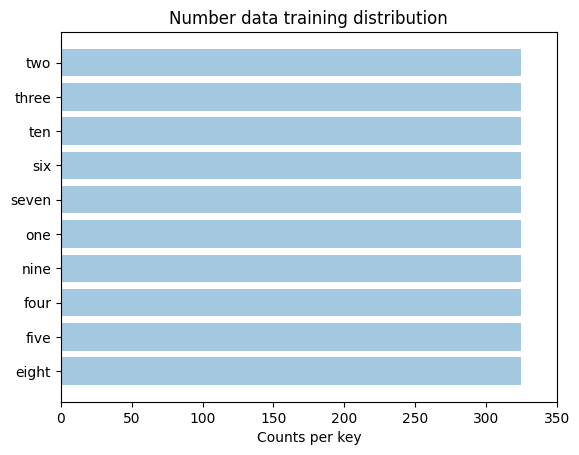 Number data training distribution
two
three
ten
six
seven
one
nine
four
five
eight
0 50 100 150 200 250 300 350
Counts per key